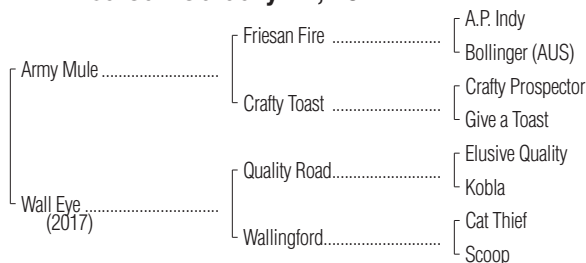 A.P. Indy
Friesan Fire
Bollinger (AUS)
Army Mule
Crafty Prospector
Crafty Toast
Give a Toast
Elusive Quality
Quality Road
Kobla
Wall Eye
(2017)
Cat Thief
Wallingford
Scoop